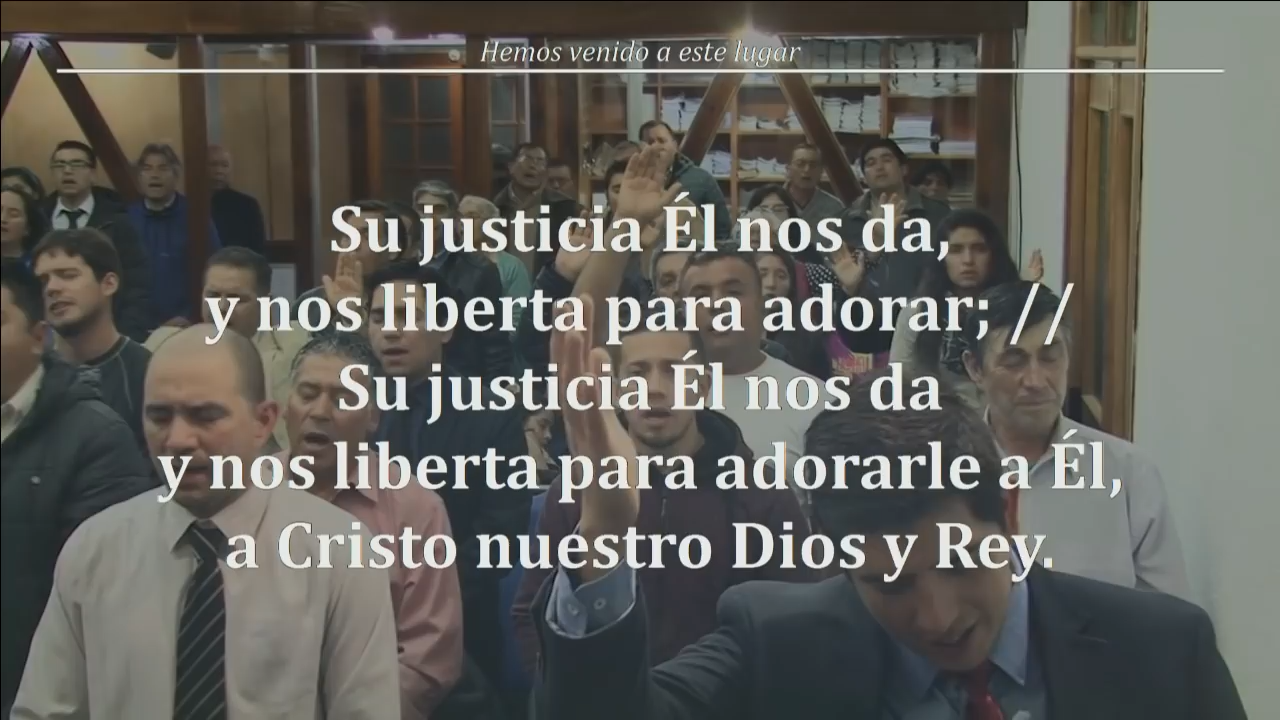 Hemos venido a este lugar
Su justicia Él nos da,
y nos liberta para adorar; //
Su justicia Él nos da
y nos liberta para adorarle a Él,
a Cristo nuestro Dios y Rey.